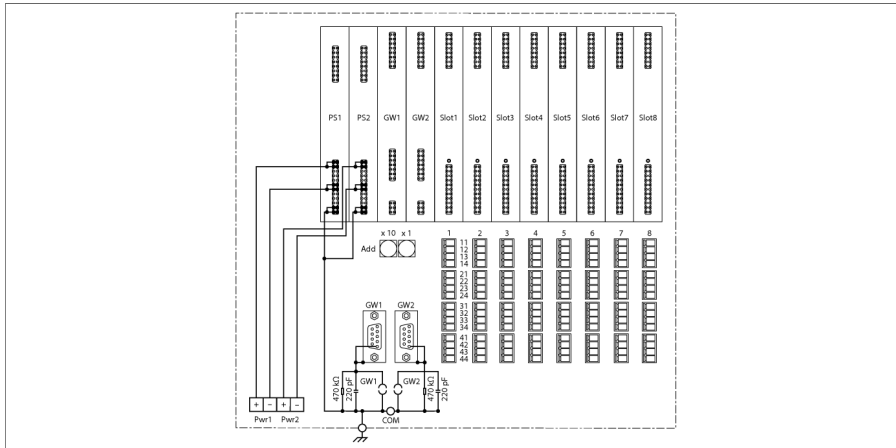 PS1 PS2 GW1 GW2 Slot1 Slot2 Slot3 Slot4 Slot5 Slot6 Slot7 Slot8
x 10 x 1
Add
1 2 3 4 5 6 7 8
11
12
13
14
21
22
23
24
31
32
33
34
41
42
43
44
GW1 GW2
470 kΩ
220 pF
GW1 GW2
470 kΩ
220 pF
COM
+ − + −
Pwr1 Pwr2